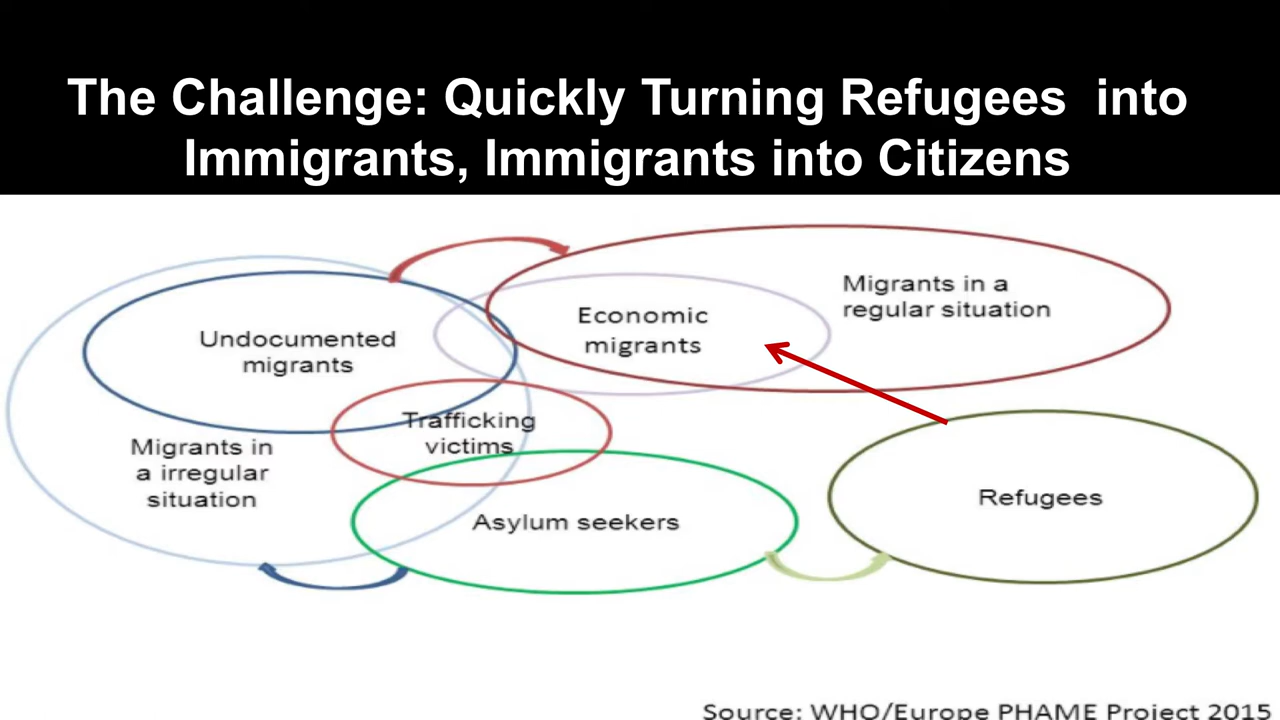 The Challenge: Quickly Turning Refugees into
Immigrants, Immigrants into Citizens
Migrants in a
regular situation
Economic
migrants
Undocumented
migrants
Trafficking
victims
Migrants in
a irregular
situation
Refugees
Asylum seekers
Source: WHO/Europe PHAME Project 2015